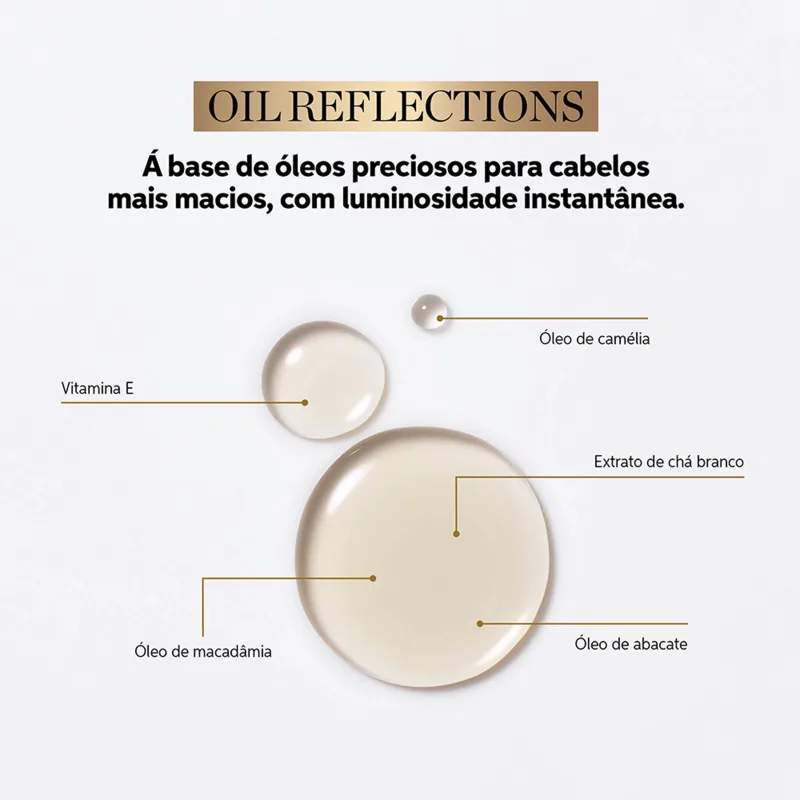 OIL REFLECTIONS
Á base de óleos preciosos para cabelos
mais macios, com luminosidade instantânea.
Óleo de camélia
Vitamina E
Extrato de chá branco
Óleo de macadâmia
Óleo de abacate